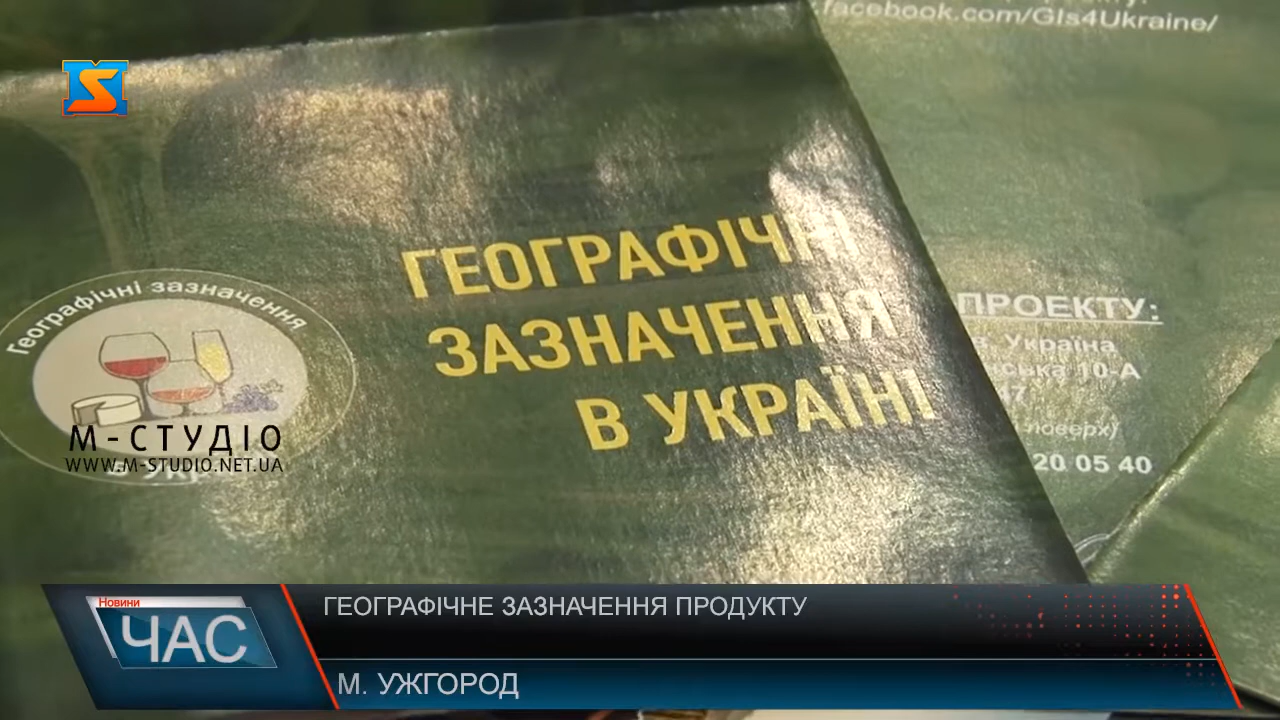 facebook.com/GIs4Ukraine/
Географічні зазначення
ГЕОГРАФІЧНІ
ЗАЗНАЧЕННЯ
В УКРАЇНІ
ПРОЕКТУ:
Україна
10-А
поверх)
20 05 40
М-СТУДІО
WWW.M-STUDIO.NET.UA
Новини
ЧАС
ГЕОГРАФІЧНЕ ЗАЗНАЧЕННЯ ПРОДУКТУ
М. УЖГОРОД